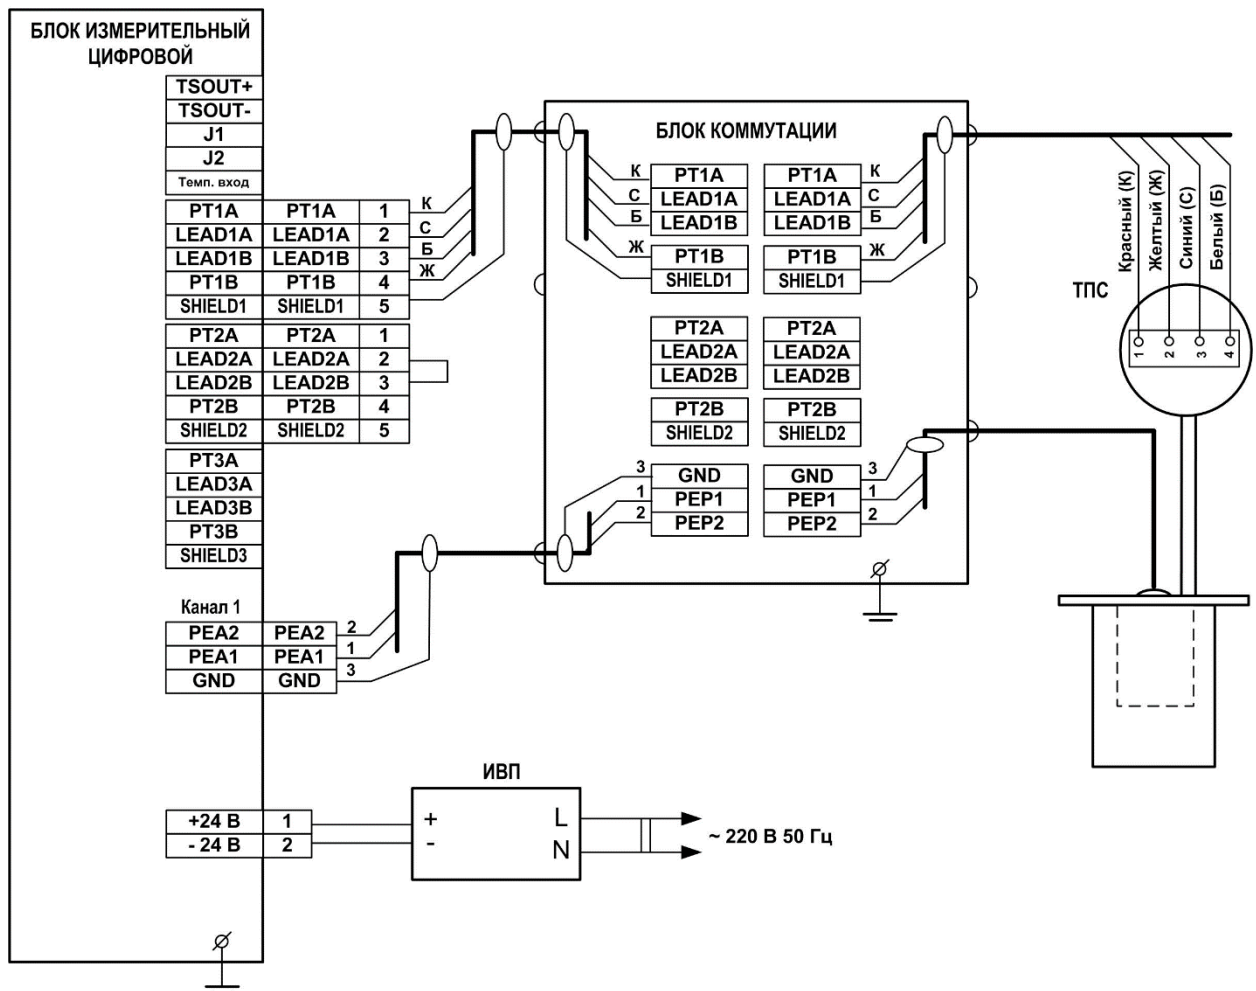 БЛОК ИЗМЕРИТЕЛЬНЫЙ
ЦИФРОВОЙ
TSOUT+
TSOUT-
J1
J2
Темп. вход
PT1A PT1A 1 К
LEAD1A LEAD1A 2 С
LEAD1B LEAD1B 3 Б
PT1B PT1B 4 Ж
SHIELD1 SHIELD1 5
PT2A PT2A 1
LEAD2A LEAD2A 2
LEAD2B LEAD2B 3
PT2B PT2B 4
SHIELD2 SHIELD2 5
PT3A
LEAD3A
LEAD3B
PT3B
SHIELD3
Канал 1
PEA2 PEA2 2
PEA1 PEA1 1
GND GND 3
+24 В 1
- 24 В 2
ИВП
+ L
- N
~ 220 В 50 Гц
БЛОК КОММУТАЦИИ
К PT1A PT1A К
С LEAD1A LEAD1A С
Б LEAD1B LEAD1B Б
Ж PT1B PT1B Ж
SHIELD1 SHIELD1
PT2A PT2A
LEAD2A LEAD2A
LEAD2B LEAD2B
PT2B PT2B
SHIELD2 SHIELD2
3 GND GND 3
1 PEP1 PEP1 1
2 PEP2 PEP2 2
Красный (К)
Желтый (Ж)
Синий (С)
Белый (Б)
ТПС
1 2 3 4